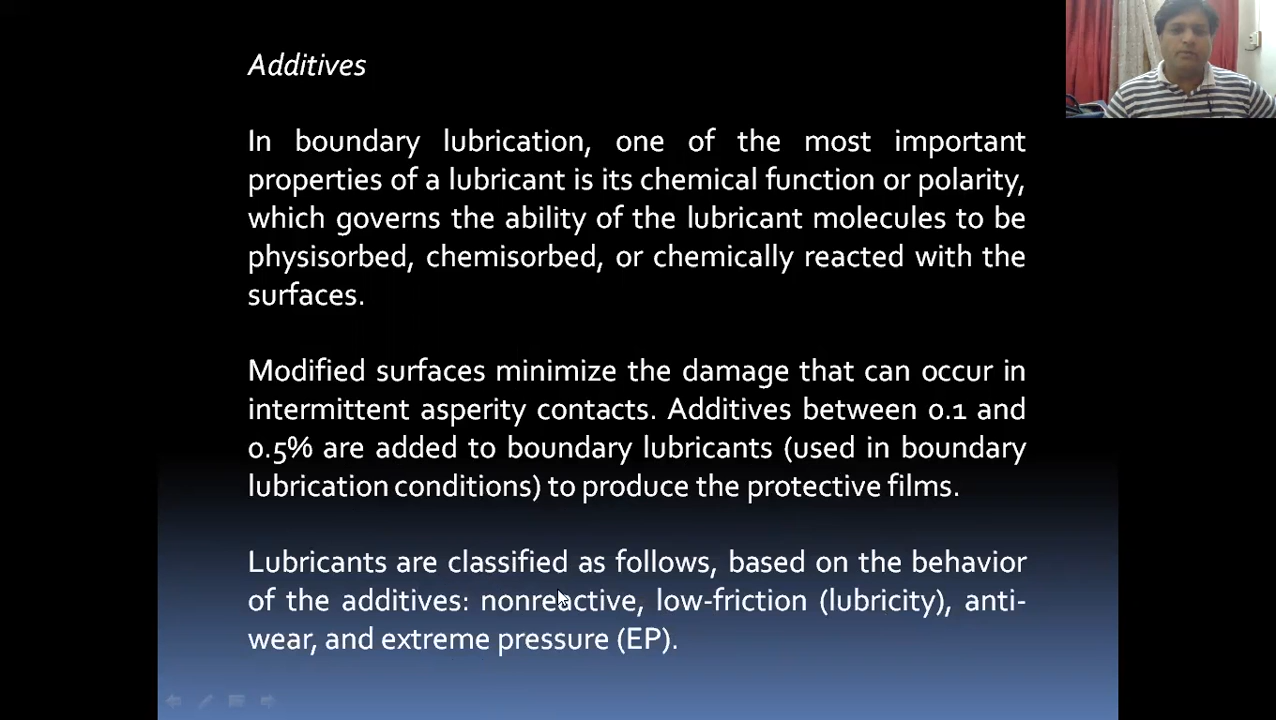 Additives
In boundary lubrication, one of the most important
properties of a lubricant is its chemical function or polarity,
which governs the ability of the lubricant molecules to be
physisorbed, chemisorbed, or chemically reacted with the
surfaces.
Modified surfaces minimize the damage that can occur in
intermittent asperity contacts. Additives between 0.1 and
0.5% are added to boundary lubricants (used in boundary
lubrication conditions) to produce the protective films.
Lubricants are classified as follows, based on the behavior
of the additives: nonreactive, low-friction (lubricity), anti-
wear, and extreme pressure (EP).